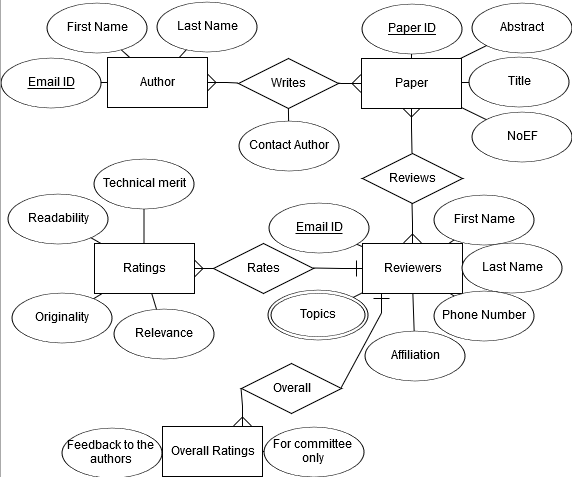 First Name
Last Name
Paper ID
Abstract
Email ID
Author
Writes
Paper
Title
Contact Author
NoEF
Technical merit
Reviews
Readability
Email ID
First Name
Ratings
Rates
Reviewers
Last Name
Originality
Relevance
Topics
Phone Number
Affiliation
Overall
Feedback to the
authors
Overall Ratings
For committee
only